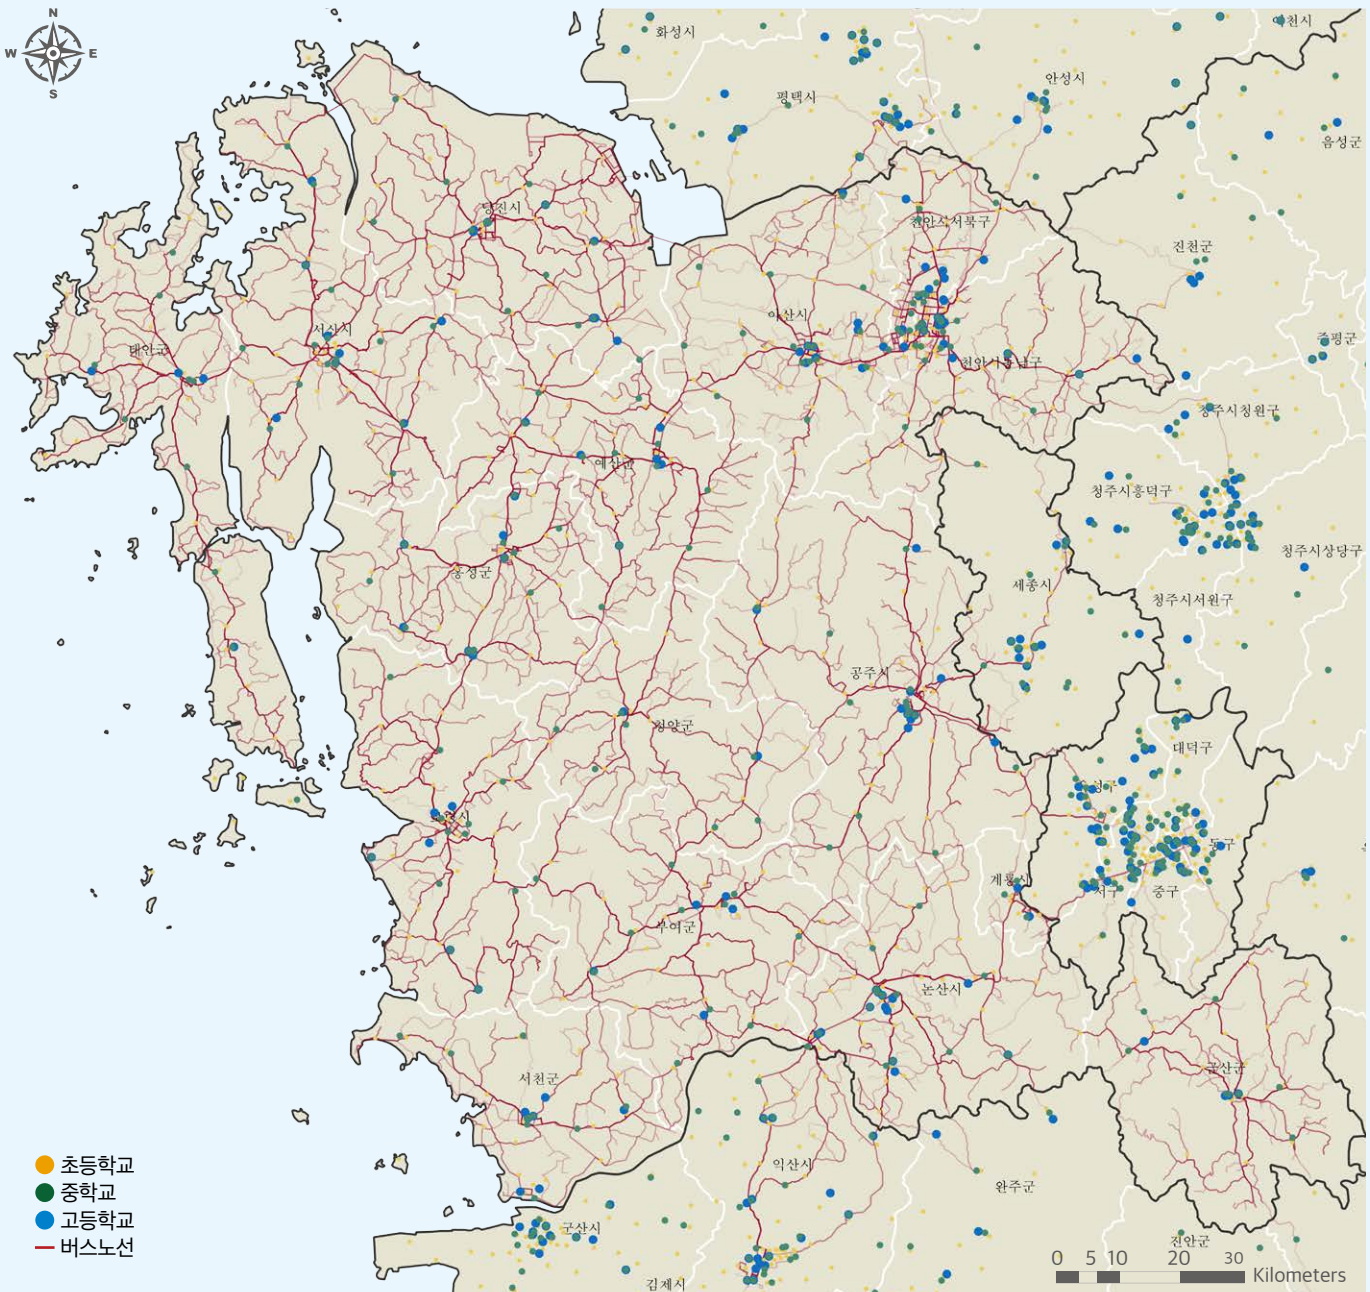 N
W E
S
화성시
이천시
안성시
평택시
음성군
당진시
천안시서북구
진천군
아산시
서산시
태안군
증평군
천안시동남구
청주시청원구
예산군
청주시흥덕구
청주시상당구
홍성군
세종시
청주시서원구
공주시
청양군
대덕구
유성구
보령시
동구
계룡시
서구
중구
부여군
논산시
금산군
서천군
익산시
완주군
군산시
진안군
김제시
초등학교
중학교
고등학교
버스노선
0 5 10 20 30
Kilometers